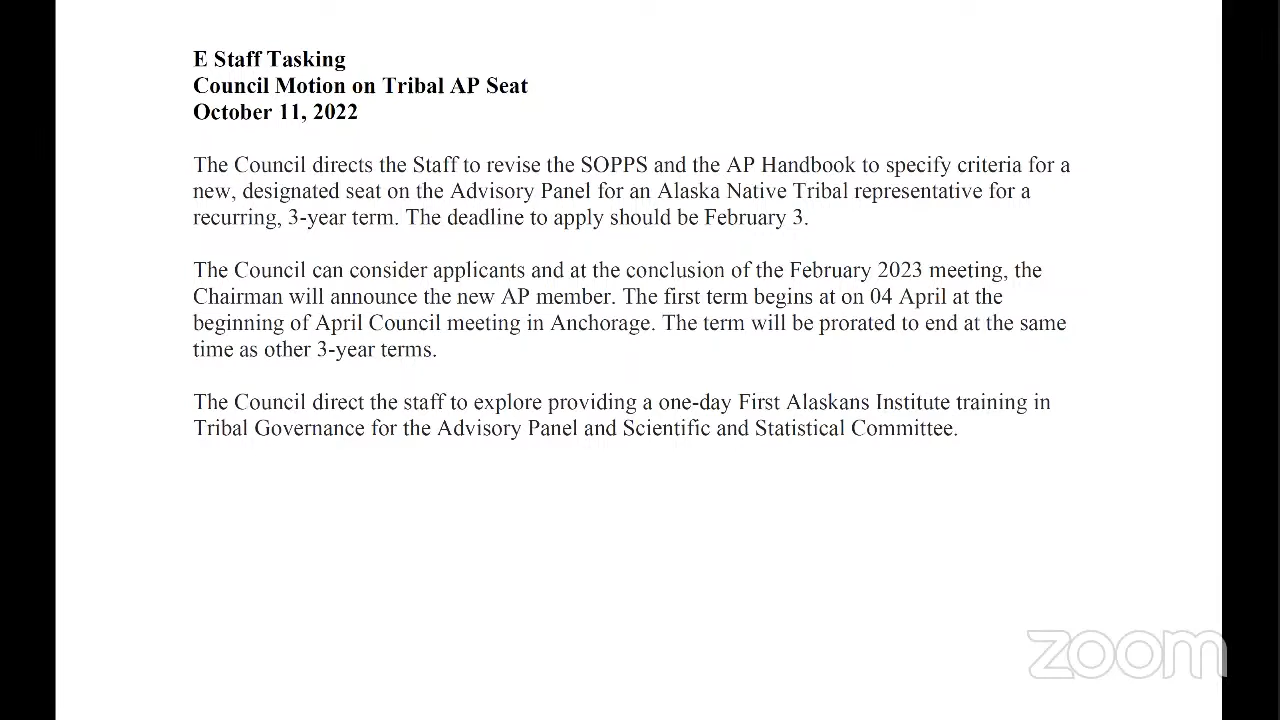 E Staff Tasking
Council Motion on Tribal AP Seat
October 11, 2022
The Council directs the Staff to revise the SOPPS and the AP Handbook to specify criteria for a
new, designated seat on the Advisory Panel for an Alaska Native Tribal representative for a
recurring, 3-year term. The deadline to apply should be February 3.
The Council can consider applicants and at the conclusion of the February 2023 meeting, the
Chairman will announce the new AP member. The first term begins at on 04 April at the
beginning of April Council meeting in Anchorage. The term will be prorated to end at the same
time as other 3-year terms.
The Council direct the staff to explore providing a one-day First Alaskans Institute training in
Tribal Governance for the Advisory Panel and Scientific and Statistical Committee.
zoom